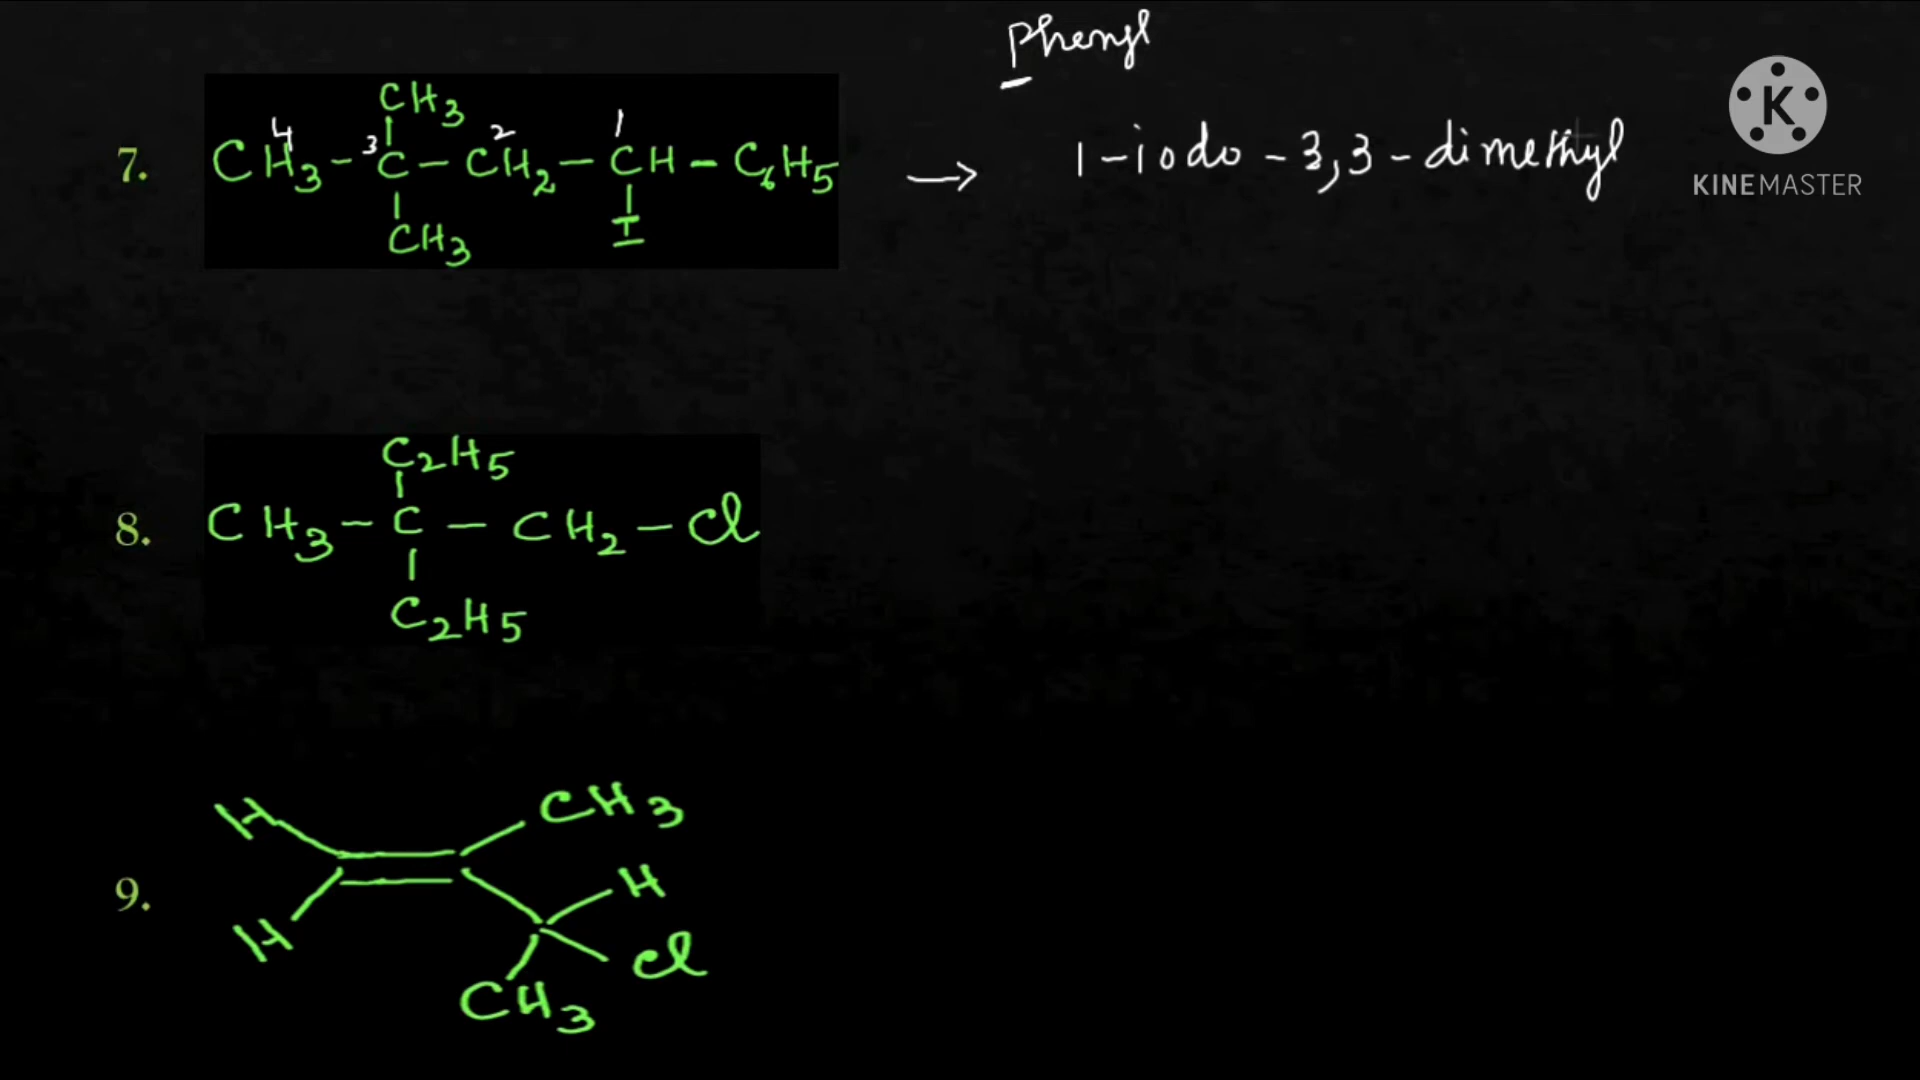 Phenyl
CH3
4 3 2 1
7. CH3-C-CH2-CH-C6H5 → 1-iodo-3,3-dimethyl
CH3 I
C2H5
8. CH3-C-CH2-Cl
C2H5
H CH3
9. H
H Cl
CH3
K
KINEMASTER